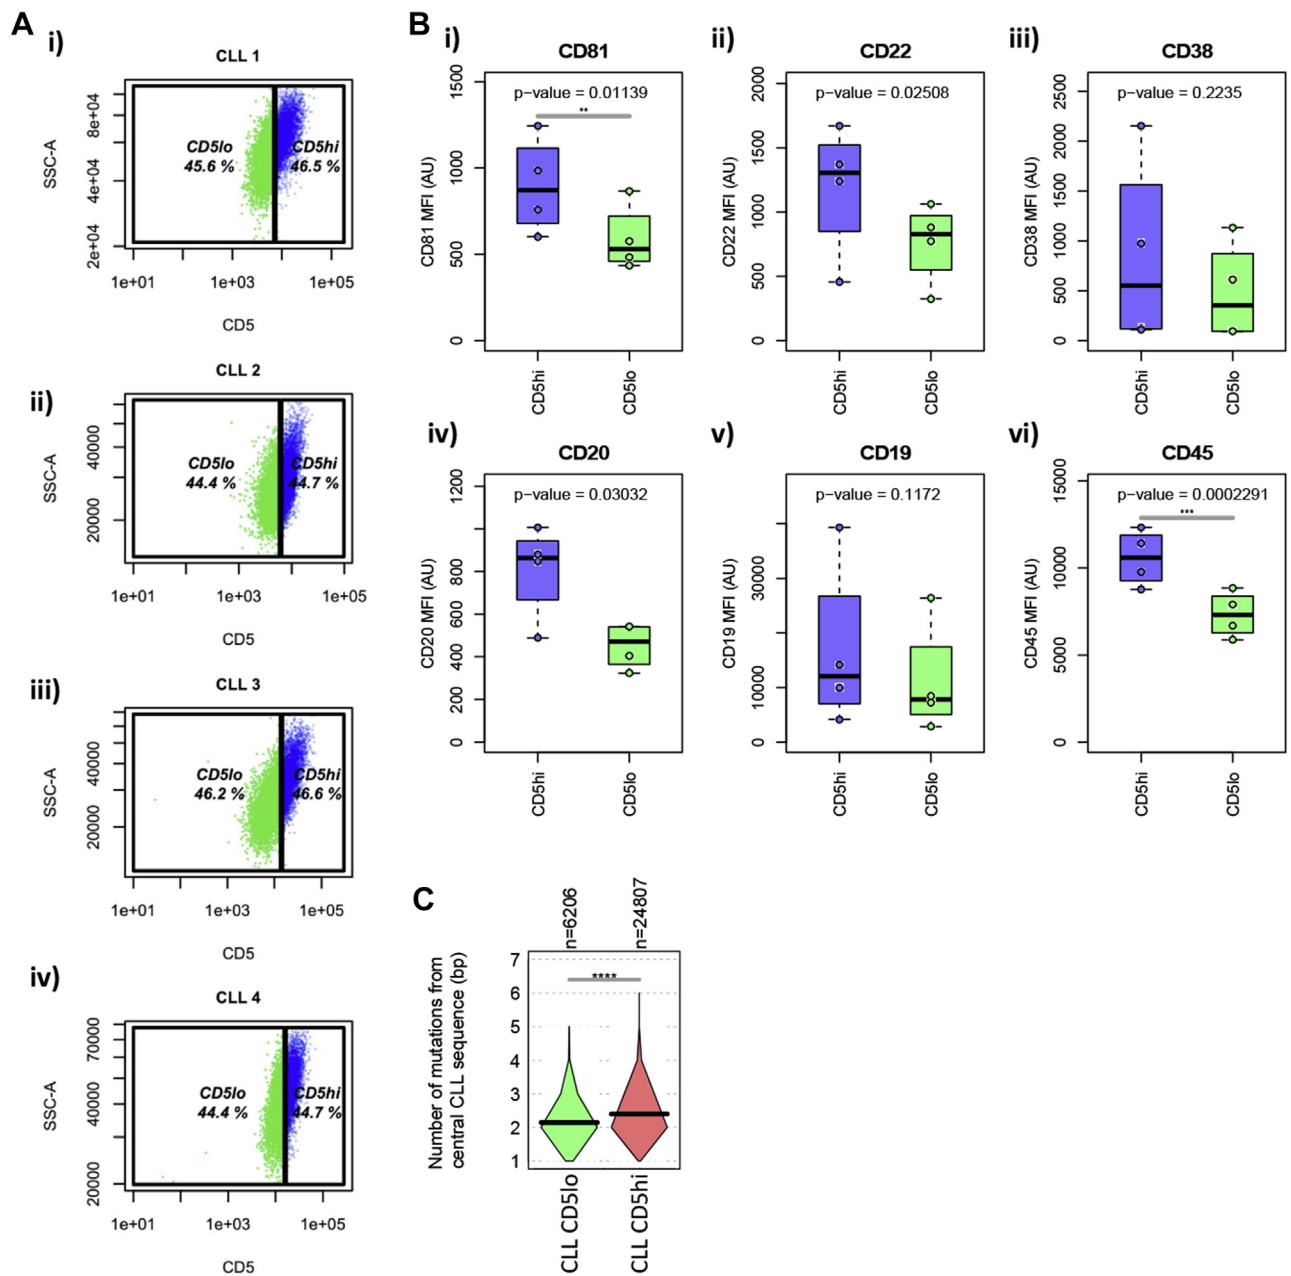 A
i)
CLL 1
SSC-A
8e+04
4e+04
2e+04
CD5lo
45.6 %
CD5hi
46.5 %
1e+01
1e+03
1e+05
CD5
ii)
CLL 2
SSC-A
40000
20000
CD5lo
44.4 %
CD5hi
44.7 %
1e+01
1e+03
1e+05
CD5
iii)
CLL 3
SSC-A
40000
20000
CD5lo
46.2 %
CD5hi
46.6 %
1e+01
1e+03
1e+05
CD5
iv)
CLL 4
SSC-A
70000
40000
20000
CD5lo
44.4 %
CD5hi
44.7 %
1e+01
1e+03
1e+05
CD5
B
i)
CD81
p-value = 0.01139
**
CD81 MFI (AU)
1500
1000
500
0
CD5hi
CD5lo
ii)
CD22
p-value = 0.02508
CD22 MFI (AU)
2000
1500
1000
500
0
CD5hi
CD5lo
iii)
CD38
p-value = 0.2235
CD38 MFI (AU)
2500
2000
1500
1000
500
0
CD5hi
CD5lo
iv)
CD20
p-value = 0.03032
CD20 MFI (AU)
1200
800
600
400
200
0
CD5hi
CD5lo
v)
CD19
p-value = 0.1172
CD19 MFI (AU)
30000
10000
0
CD5hi
CD5lo
vi)
CD45
p-value = 0.0002291
***
CD45 MFI (AU)
15000
10000
5000
0
CD5hi
CD5lo
C
n=6206
n=24807
****
Number of mutations from
central CLL sequence (bp)
7
6
5
4
3
2
1
CLL CD5lo
CLL CD5hi